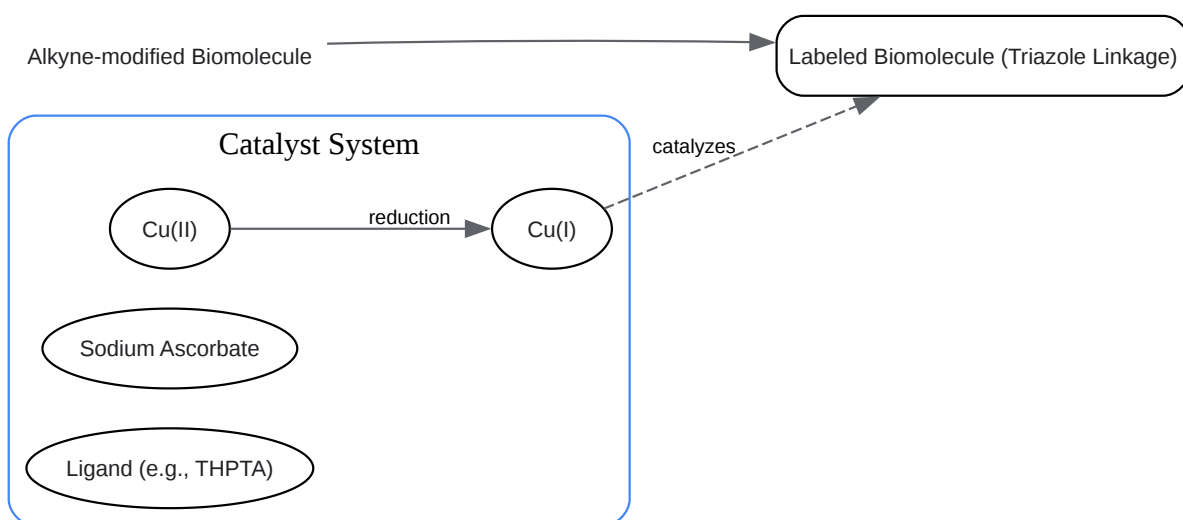 Alkyne-modified Biomolecule
Labeled Biomolecule (Triazole Linkage)
Catalyst System
catalyzes
Cu(II)
reduction
Cu(I)
Sodium Ascorbate
Ligand (e.g., THPTA)